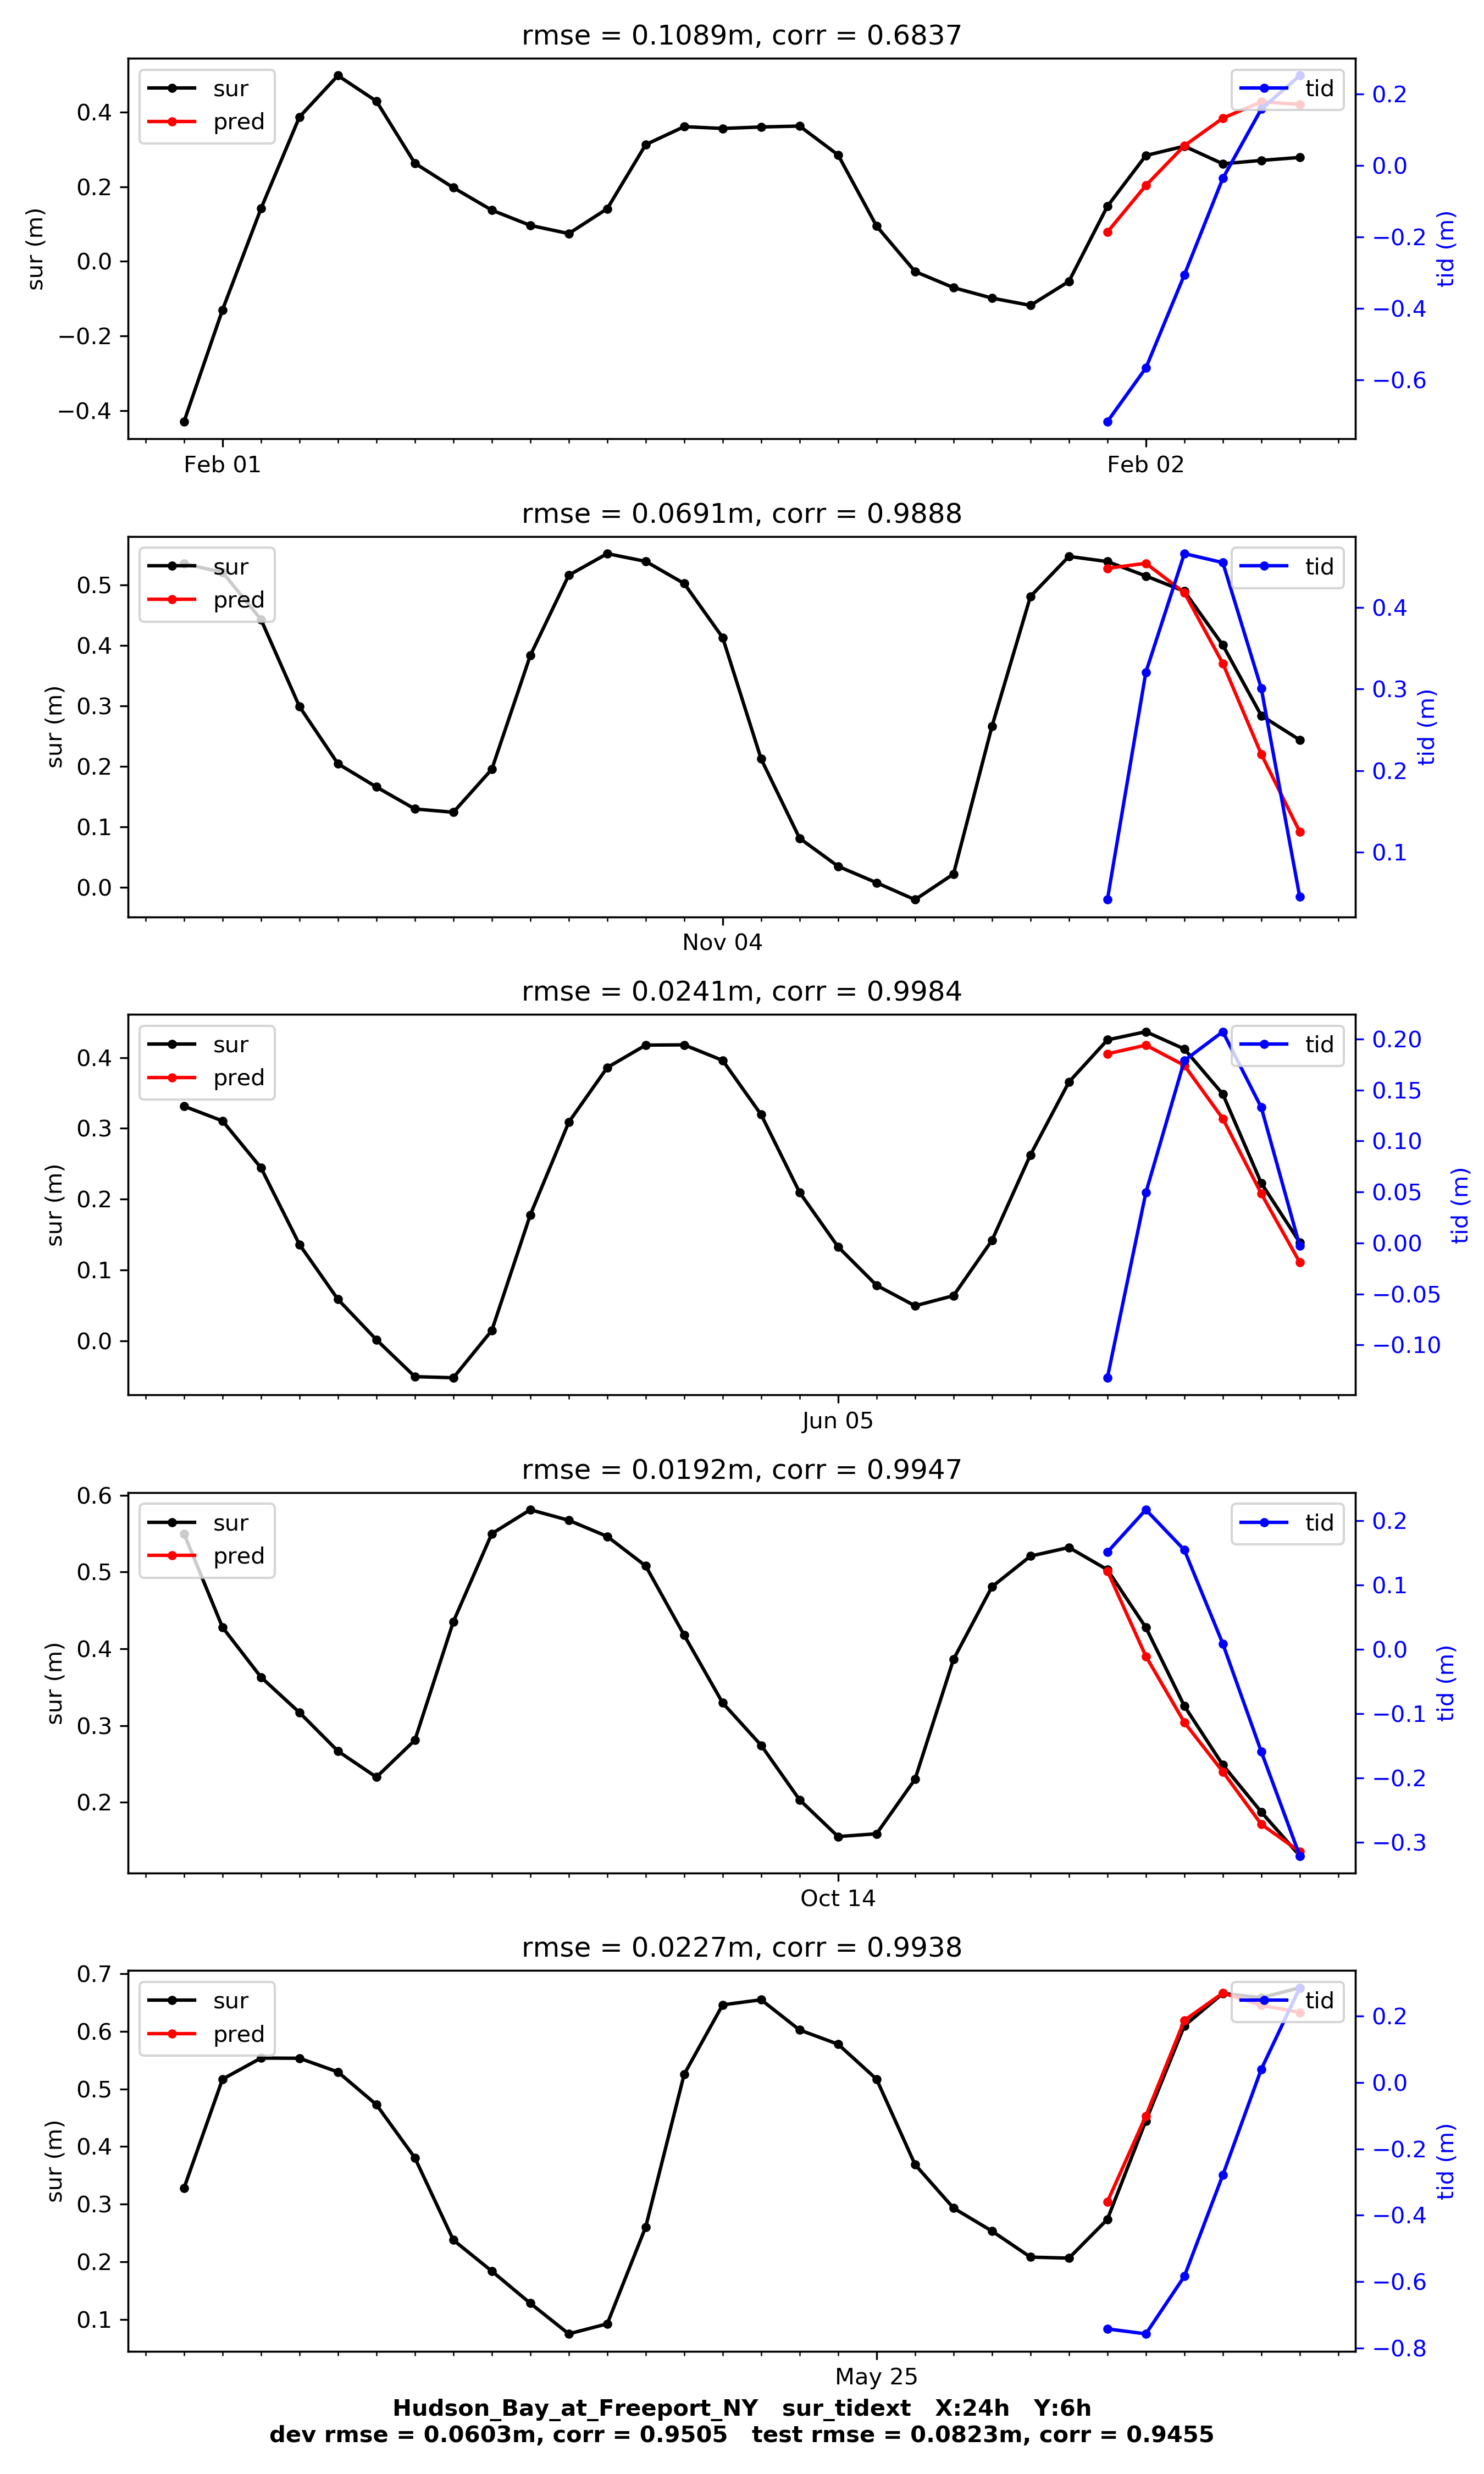 rmse = 0.1089m, corr = 0.6837
sur
pred
tid
0.4
0.2
0.0
−0.2
−0.4
sur (m)
0.2
0.0
−0.2
−0.4
−0.6
tid (m)
Feb 01
Feb 02
rmse = 0.0691m, corr = 0.9888
sur
pred
tid
0.5
0.4
0.3
0.2
0.1
0.0
sur (m)
0.4
0.3
0.2
0.1
tid (m)
Nov 04
rmse = 0.0241m, corr = 0.9984
sur
pred
tid
0.4
0.3
0.2
0.1
0.0
sur (m)
0.20
0.15
0.10
0.05
0.00
−0.05
−0.10
tid (m)
Jun 05
rmse = 0.0192m, corr = 0.9947
sur
pred
tid
0.6
0.5
0.4
0.3
0.2
sur (m)
0.2
0.1
0.0
−0.1
−0.2
−0.3
tid (m)
Oct 14
rmse = 0.0227m, corr = 0.9938
sur
pred
tid
0.7
0.6
0.5
0.4
0.3
0.2
0.1
sur (m)
0.2
0.0
−0.2
−0.4
−0.6
−0.8
tid (m)
May 25
Hudson_Bay_at_Freeport_NY   sur_tidext   X:24h   Y:6h
dev rmse = 0.0603m, corr = 0.9505   test rmse = 0.0823m, corr = 0.9455